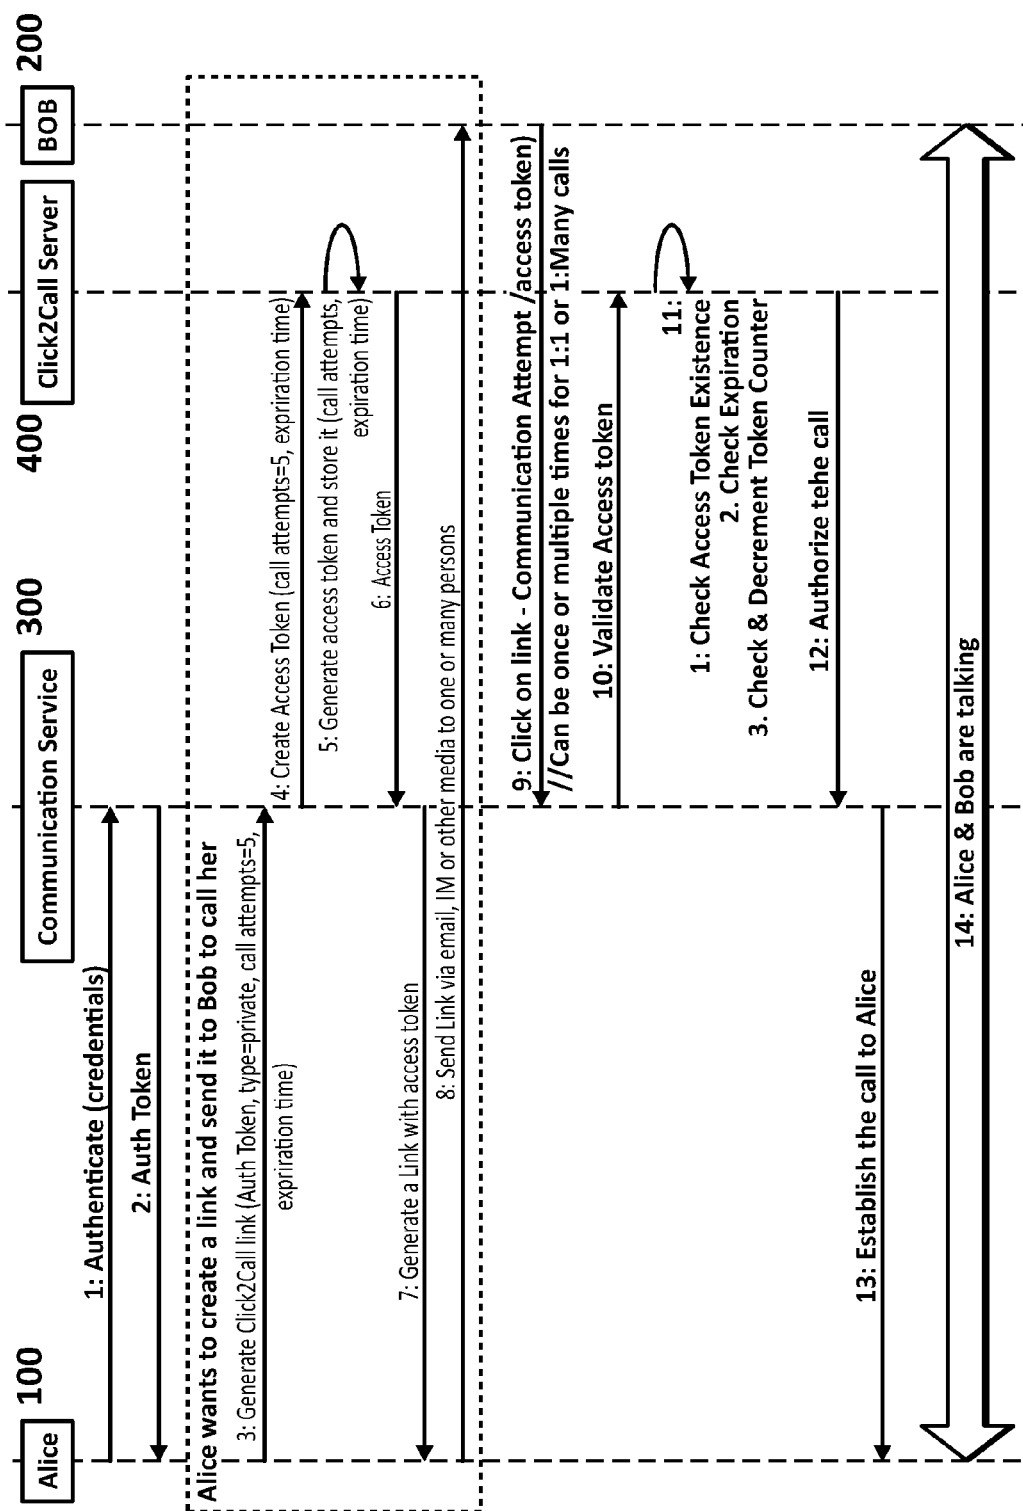 Alice
100
Communication Service
300
Click2Call Server
400
BOB
200
1: Authenticate (credentials)
2: Auth Token
Alice wants to create a link and send it to Bob to call her
3: Generate Click2Call link (Auth Token, type=private, call attempts=5,
expriration time)
4: Create Access Token (call attempts=5, expriration time)
5: Generate access token and store it (call attempts,
expiration time)
6: Access Token
7: Generate a Link with access token
8: Send Link via email, IM or other media to one or many persons
9: Click on link - Communication Attempt /access token)
//Can be once or multiple times for 1:1 or 1:Many calls
10: Validate Access token
11:
1: Check Access Token Existence
2. Check Expiration
3. Check & Decrement Token Counter
12: Authorize tehe call
13: Establish the call to Alice
14: Alice & Bob are talking